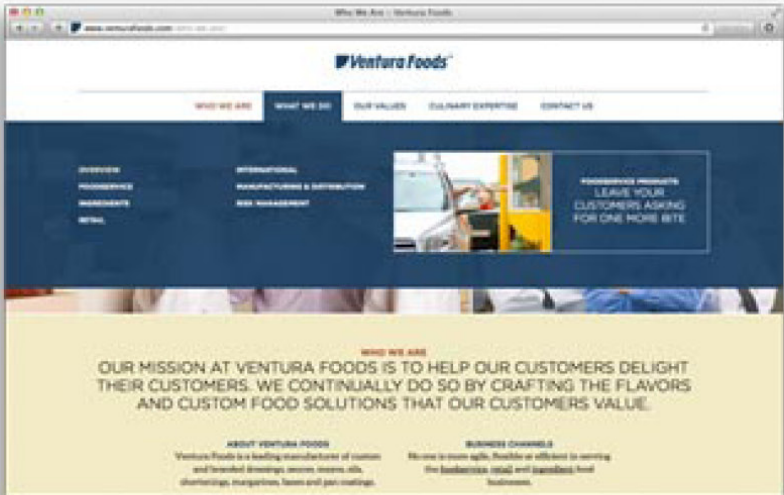 Who We Are - Ventura Foods
www.venturafoods.com/who-we-are/
Ventura Foods
WHO WE ARE WHAT WE DO OUR VALUES CULINARY EXPERTISE CONTACT US
OVERVIEW
FOODSERVICE
INGREDIENTS
RETAIL
INTERNATIONAL
MANUFACTURING & DISTRIBUTION
RISK MANAGEMENT
FOODSERVICE PRODUCTS
LEAVE YOUR
CUSTOMERS ASKING
FOR ONE MORE BITE
WHO WE ARE
OUR MISSION AT VENTURA FOODS IS TO HELP OUR CUSTOMERS DELIGHT
THEIR CUSTOMERS. WE CONTINUALLY DO SO BY CRAFTING THE FLAVORS
AND CUSTOM FOOD SOLUTIONS THAT OUR CUSTOMERS VALUE.
ABOUT VENTURA FOODS
Ventura Foods is a leading manufacturer of custom
and branded dressings, sauces, mayos, oils,
shortenings, margarines, bases and pan coatings.
BUSINESS CHANNELS
No one is more agile, flexible or efficient in serving
the foodservice, retail and ingredient food
businesses.